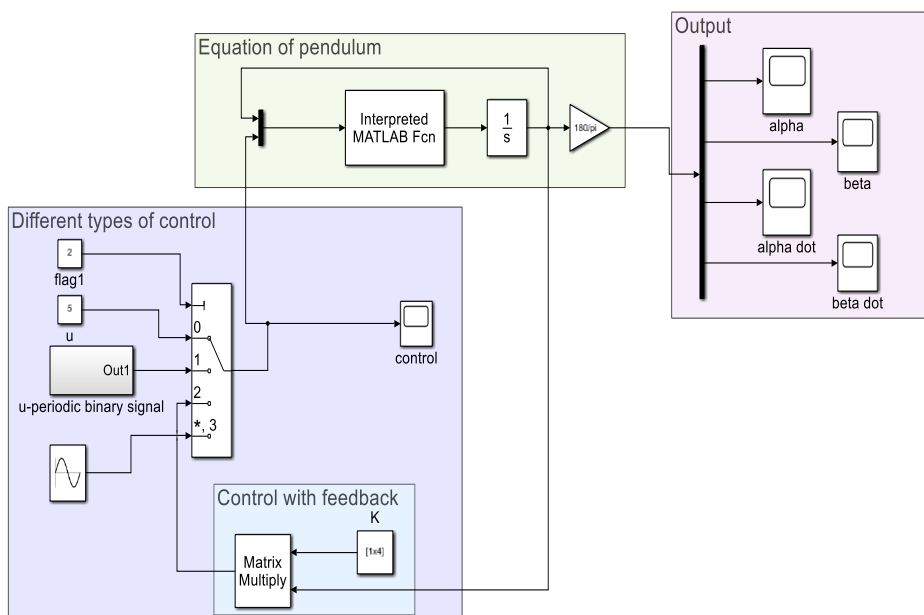 Output
Equation of pendulum
Interpreted
MATLAB Fcn
1
s
180/pi
alpha
beta
alpha dot
beta dot
Different types of control
2
flag1
5
u
Out1
u-periodic binary signal
0
1
2
*, 3
control
Control with feedback
K
[1x4]
Matrix
Multiply